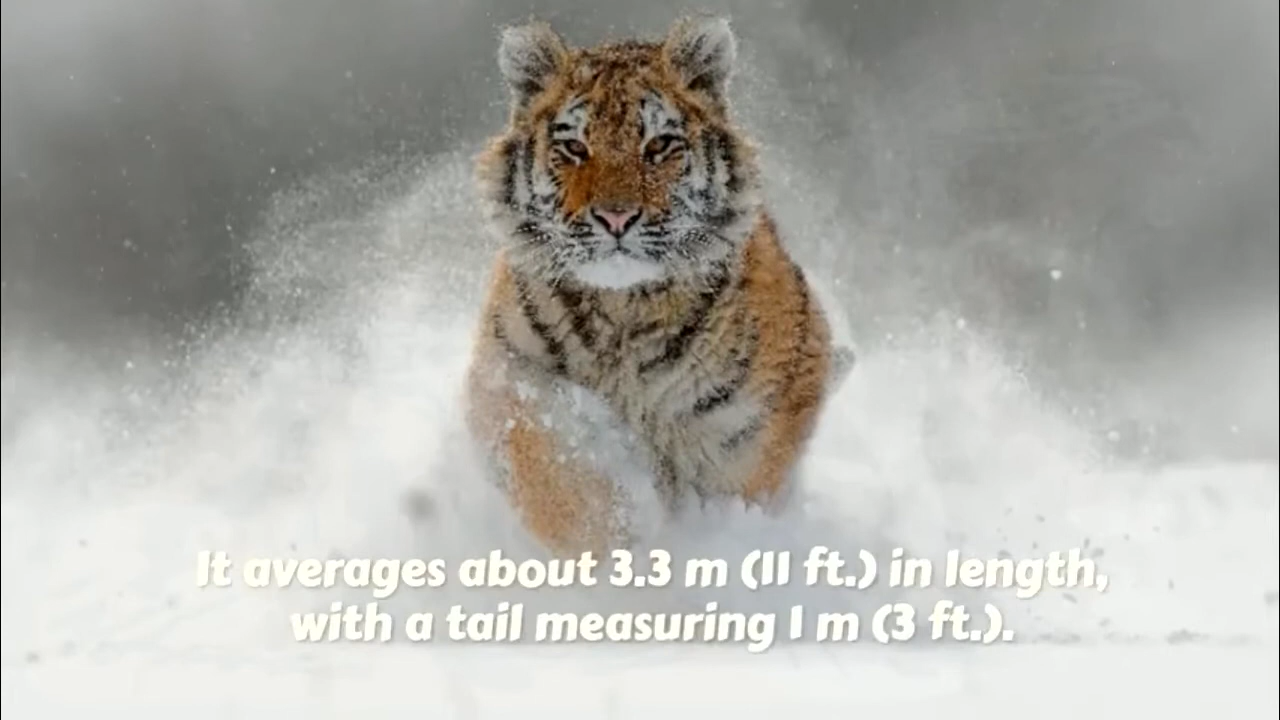 It averages about 3.3 m (11 ft.) in length,
with a tail measuring 1 m (3 ft.).